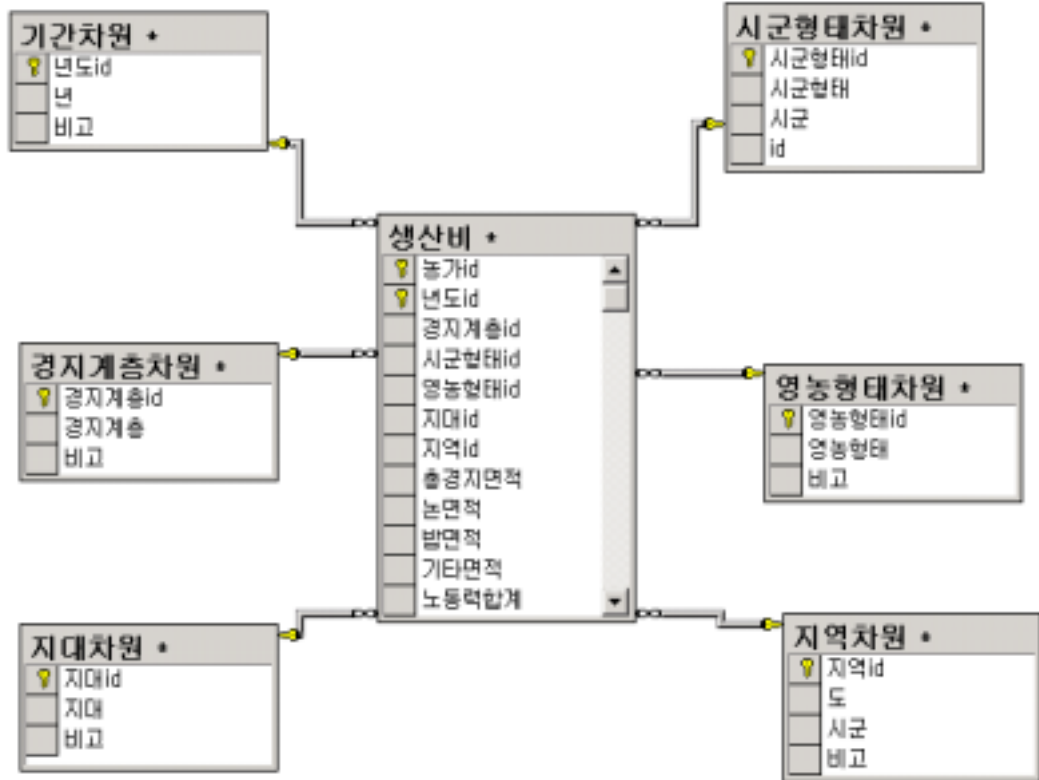 기간차원 *
년도id
년
비고
시군형태차원 *
시군형태id
시군형태
시군
id
생산비 *
농가id
년도id
경지계층id
시군형태id
영농형태id
지대id
지역id
총경지면적
논면적
밭면적
기타면적
노동력합계
경지계층차원 *
경지계층id
경지계층
비고
영농형태차원 *
영농형태id
영농형태
비고
지대차원 *
지대id
지대
비고
지역차원 *
지역id
도
시군
비고